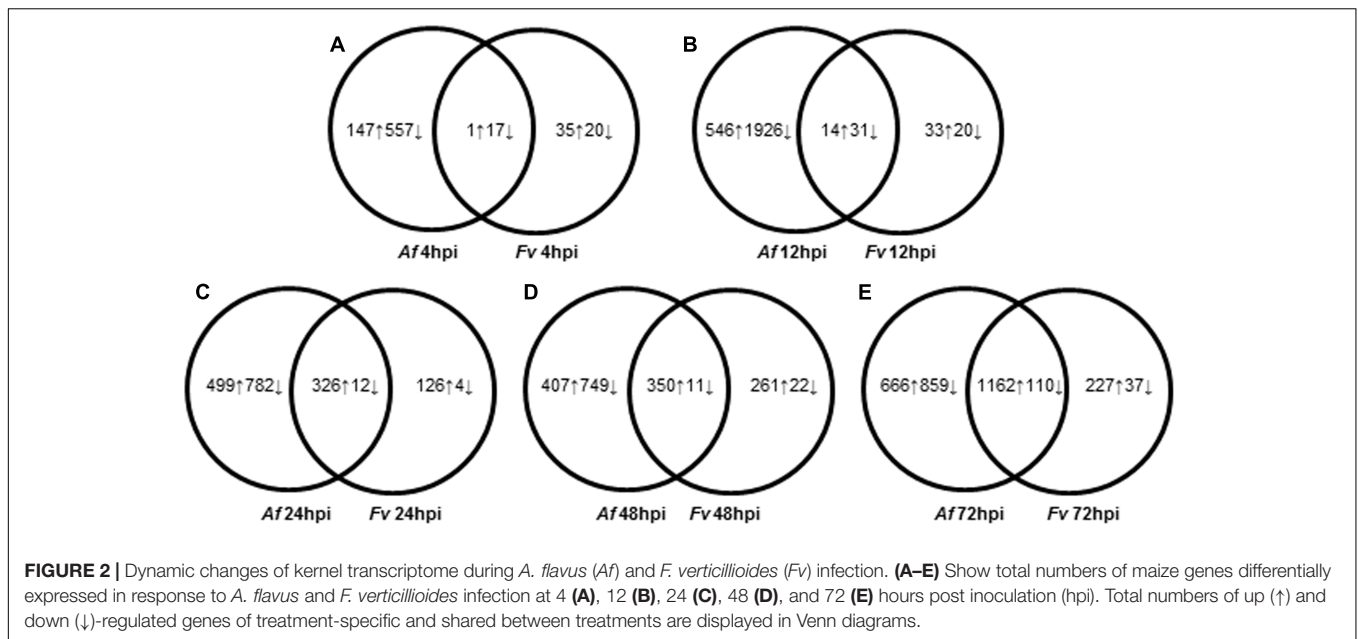 A
147↑557↓ 1↑17↓ 35↑20↓
Af 4hpi Fv 4hpi
B
546↑1926↓ 14↑31↓ 33↑20↓
Af 12hpi Fv 12hpi
C
499↑782↓ 326↑12↓ 126↑4↓
Af 24hpi Fv 24hpi
D
407↑749↓ 350↑11↓ 261↑22↓
Af 48hpi Fv 48hpi
E
666↑859↓ 1162↑110↓ 227↑37↓
Af 72hpi Fv 72hpi
FIGURE 2 | Dynamic changes of kernel transcriptome during A. flavus (Af) and F. verticillioides (Fv) infection. (A–E) Show total numbers of maize genes differentially
expressed in response to A. flavus and F. verticillioides infection at 4 (A), 12 (B), 24 (C), 48 (D), and 72 (E) hours post inoculation (hpi). Total numbers of up (↑) and
down (↓)-regulated genes of treatment-specific and shared between treatments are displayed in Venn diagrams.